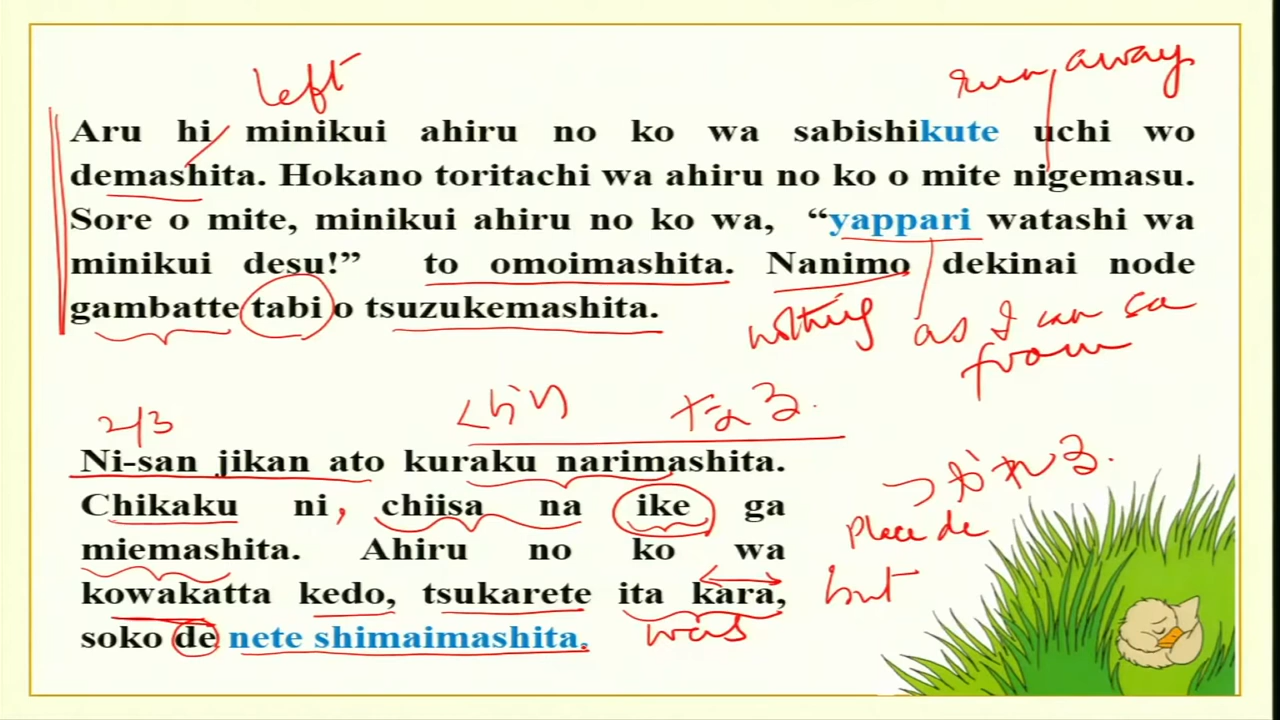 left
run away
Aru hi minikui ahiru no ko wa sabishikute uchi wo
demashita. Hokano toritachi wa ahiru no ko o mite nigemasu.
Sore o mite, minikui ahiru no ko wa, “yappari watashi wa
minikui desu!” to omoimashita. Nanimo dekinai node
gambatte tabi o tsuzukemashita.
nothing
as I can
from
2/3
くらい
なる.
Ni-san jikan ato kuraku narimashita.
つかれる.
Chikaku ni, chiisa na ike ga
Place de
miemashita. Ahiru no ko wa
kowakatta kedo, tsukarete ita kara,
but
soko de nete shimaimashita.
was